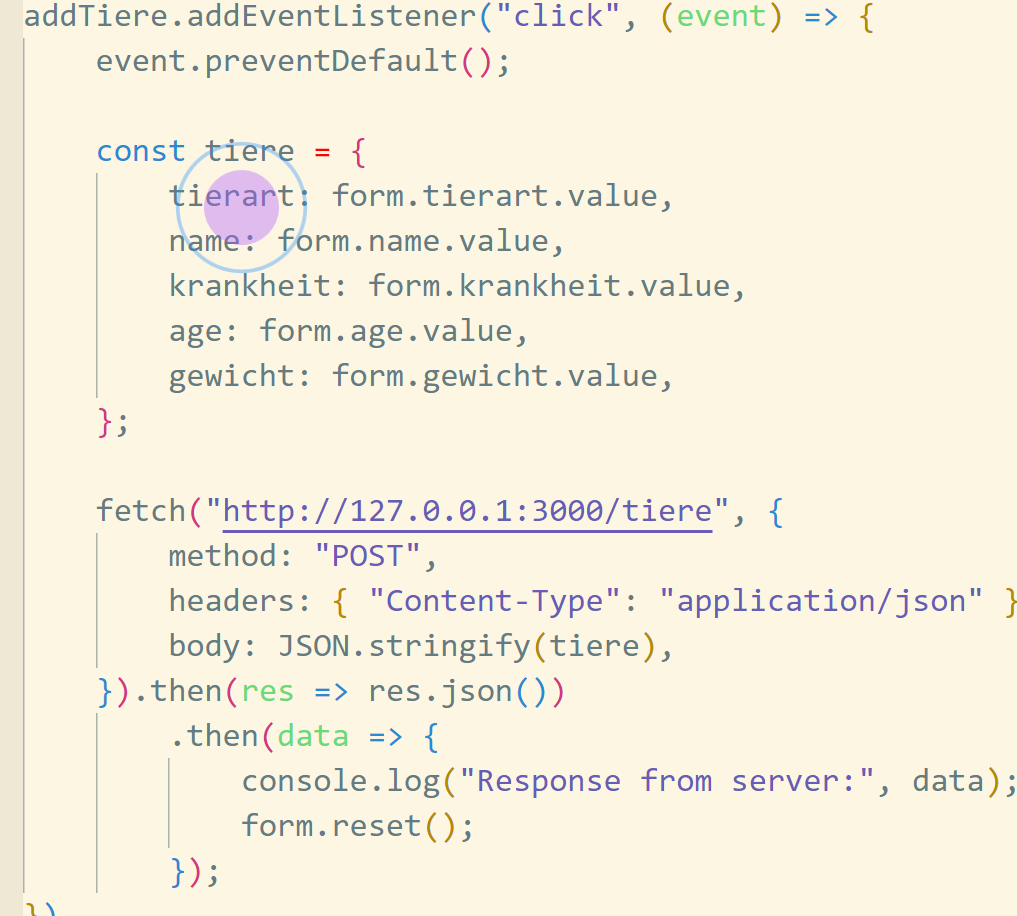 addTiere.addEventListener("click", (event) => {
    event.preventDefault();
    const tiere = {
        tierart: form.tierart.value,
        name: form.name.value,
        krankheit: form.krankheit.value,
        age: form.age.value,
        gewicht: form.gewicht.value,
    };
    fetch("http://127.0.0.1:3000/tiere", {
        method: "POST",
        headers: { "Content-Type": "application/json" }
        body: JSON.stringify(tiere),
    }).then(res => res.json())
        .then(data => {
            console.log("Response from server:", data);
            form.reset();
        });
})